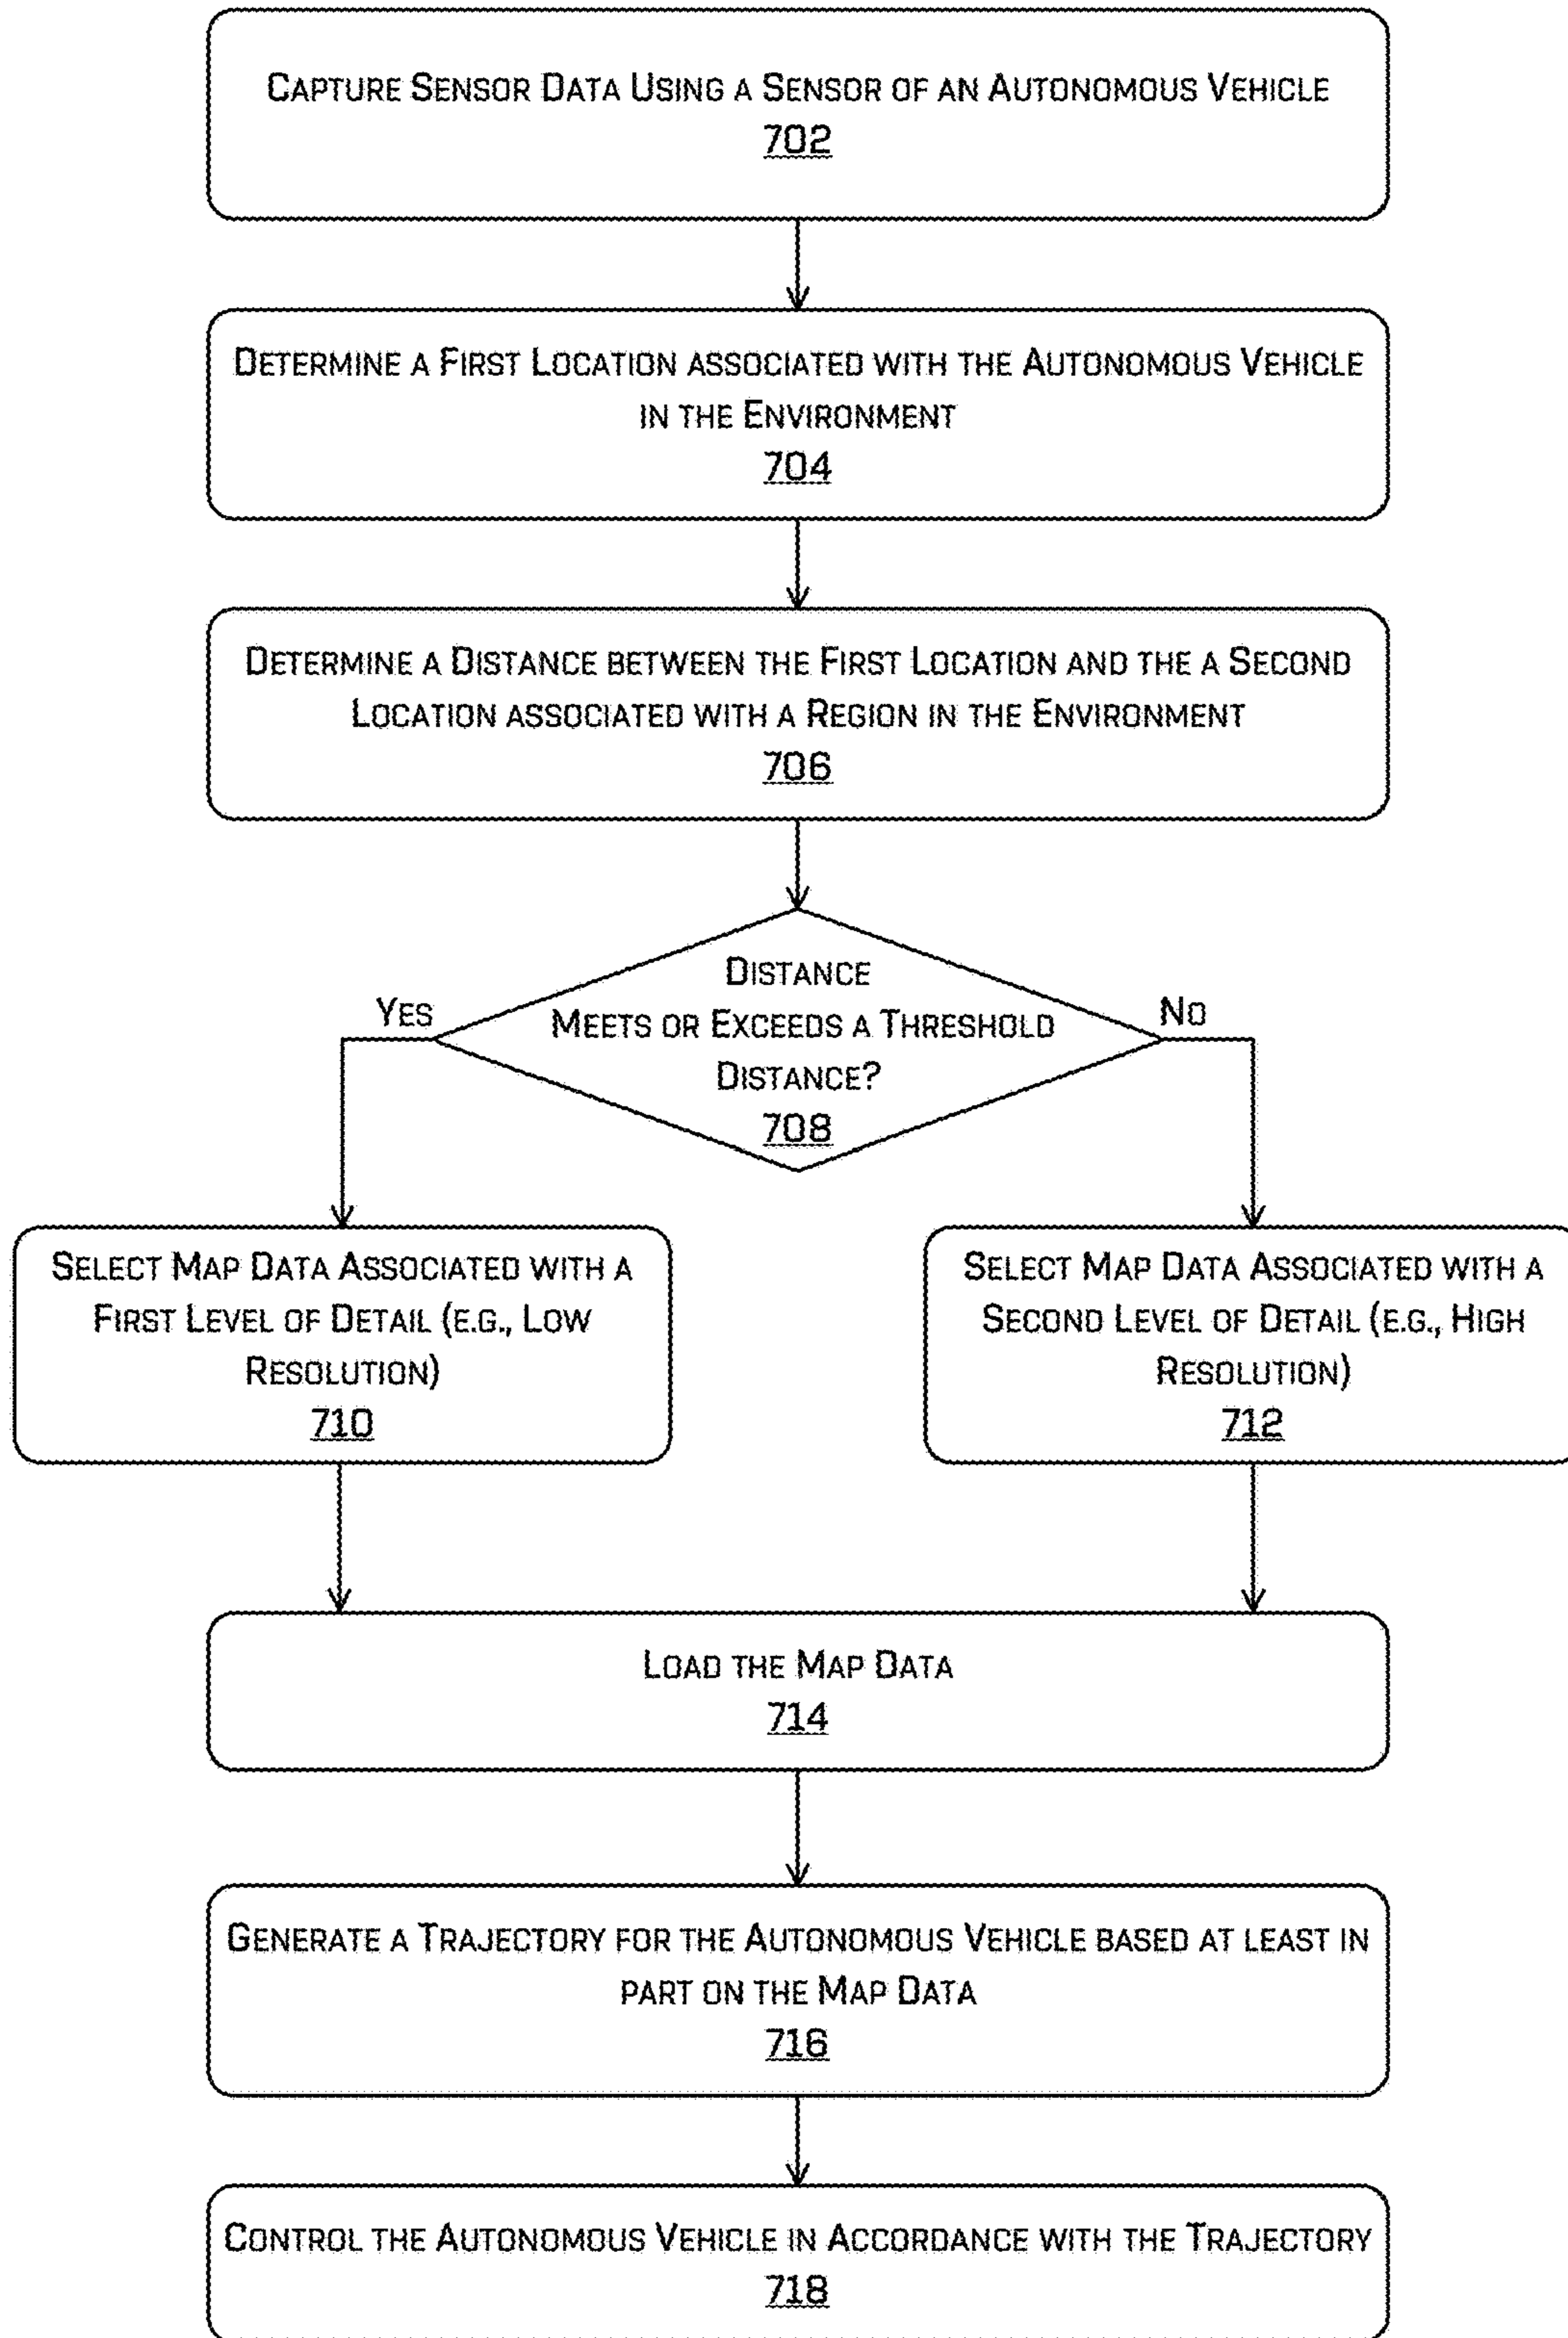 Capture Sensor Data Using a Sensor of an Autonomous Vehicle
702
Determine a First Location associated with the Autonomous Vehicle
in the Environment
704
Determine a Distance between the First Location and the a Second
Location associated with a Region in the Environment
706
Distance
Meets or Exceeds a Threshold
Distance?
708
Yes
No
Select Map Data Associated with a
First Level of Detail (e.g., Low
Resolution)
710
Select Map Data Associated with a
Second Level of Detail (e.g., High
Resolution)
712
Load the Map Data
714
Generate a Trajectory for the Autonomous Vehicle based at least in
part on the Map Data
716
Control the Autonomous Vehicle in Accordance with the Trajectory
718